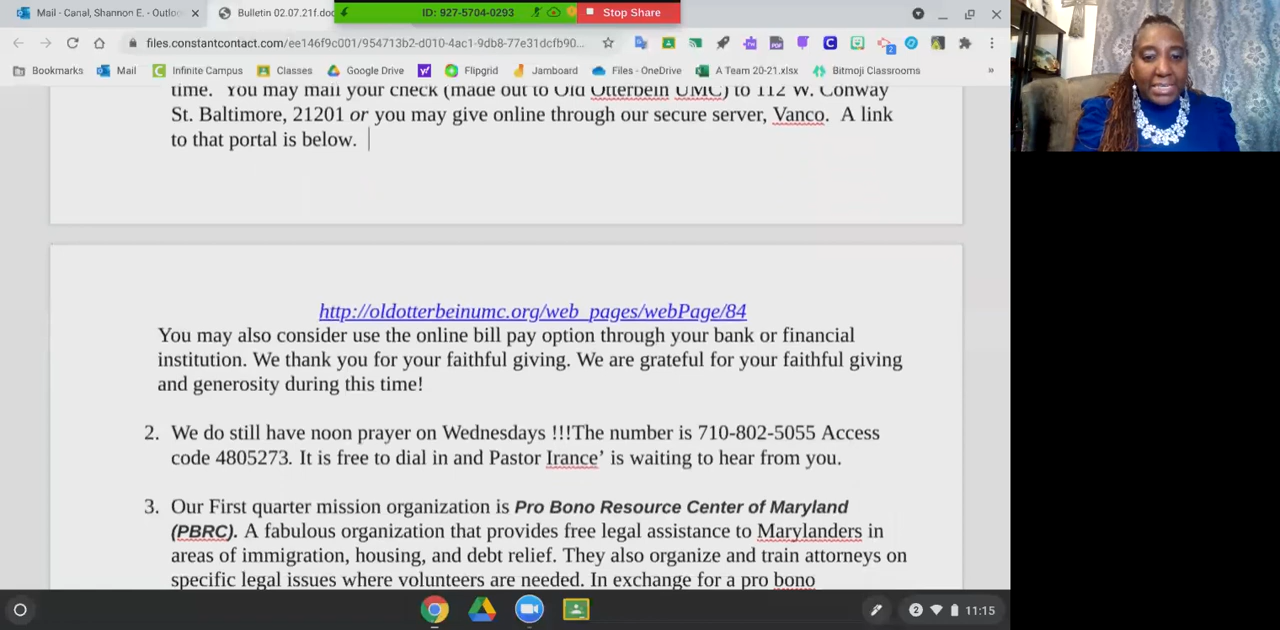 Mail - Canal, Shannon E. - Outlo
Bulletin 02.07.21f.doc
ID: 927-5704-0293
Stop Share
files.constantcontact.com/ee146f9c001/954713b2-d010-4ac1-9db8-77e31dcfb90...
Bookmarks
Mail
Infinite Campus
Classes
Google Drive
Flipgrid
Jamboard
Files - OneDrive
A Team 20-21.xlsx
Bitmoji Classrooms
»
time. You may mail your check (made out to Old Otterbein UMC) to 112 W. Conway
St. Baltimore, 21201 or you may give online through our secure server, Vanco. A link
to that portal is below.
http://oldotterbeinumc.org/web_pages/webPage/84
You may also consider use the online bill pay option through your bank or financial
institution. We thank you for your faithful giving. We are grateful for your faithful giving
and generosity during this time!
2. We do still have noon prayer on Wednesdays !!!The number is 710-802-5055 Access
code 4805273. It is free to dial in and Pastor Irance’ is waiting to hear from you.
3. Our First quarter mission organization is Pro Bono Resource Center of Maryland
(PBRC). A fabulous organization that provides free legal assistance to Marylanders in
areas of immigration, housing, and debt relief. They also organize and train attorneys on
specific legal issues where volunteers are needed. In exchange for a pro bono
2
11:15